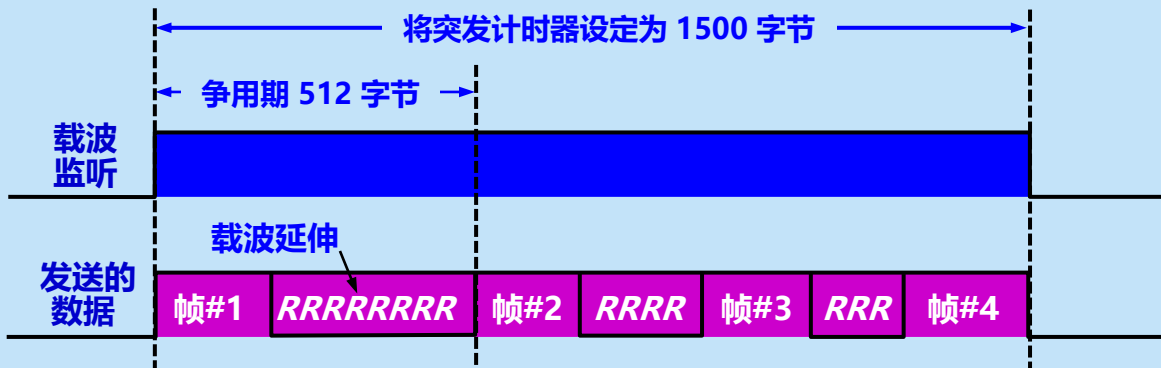 将突发计时器设定为 1500 字节
争用期 512 字节
载波
监听
载波延伸
发送的
数据
帧#1 RRRRRRRR 帧#2 RRRR 帧#3 RRR 帧#4